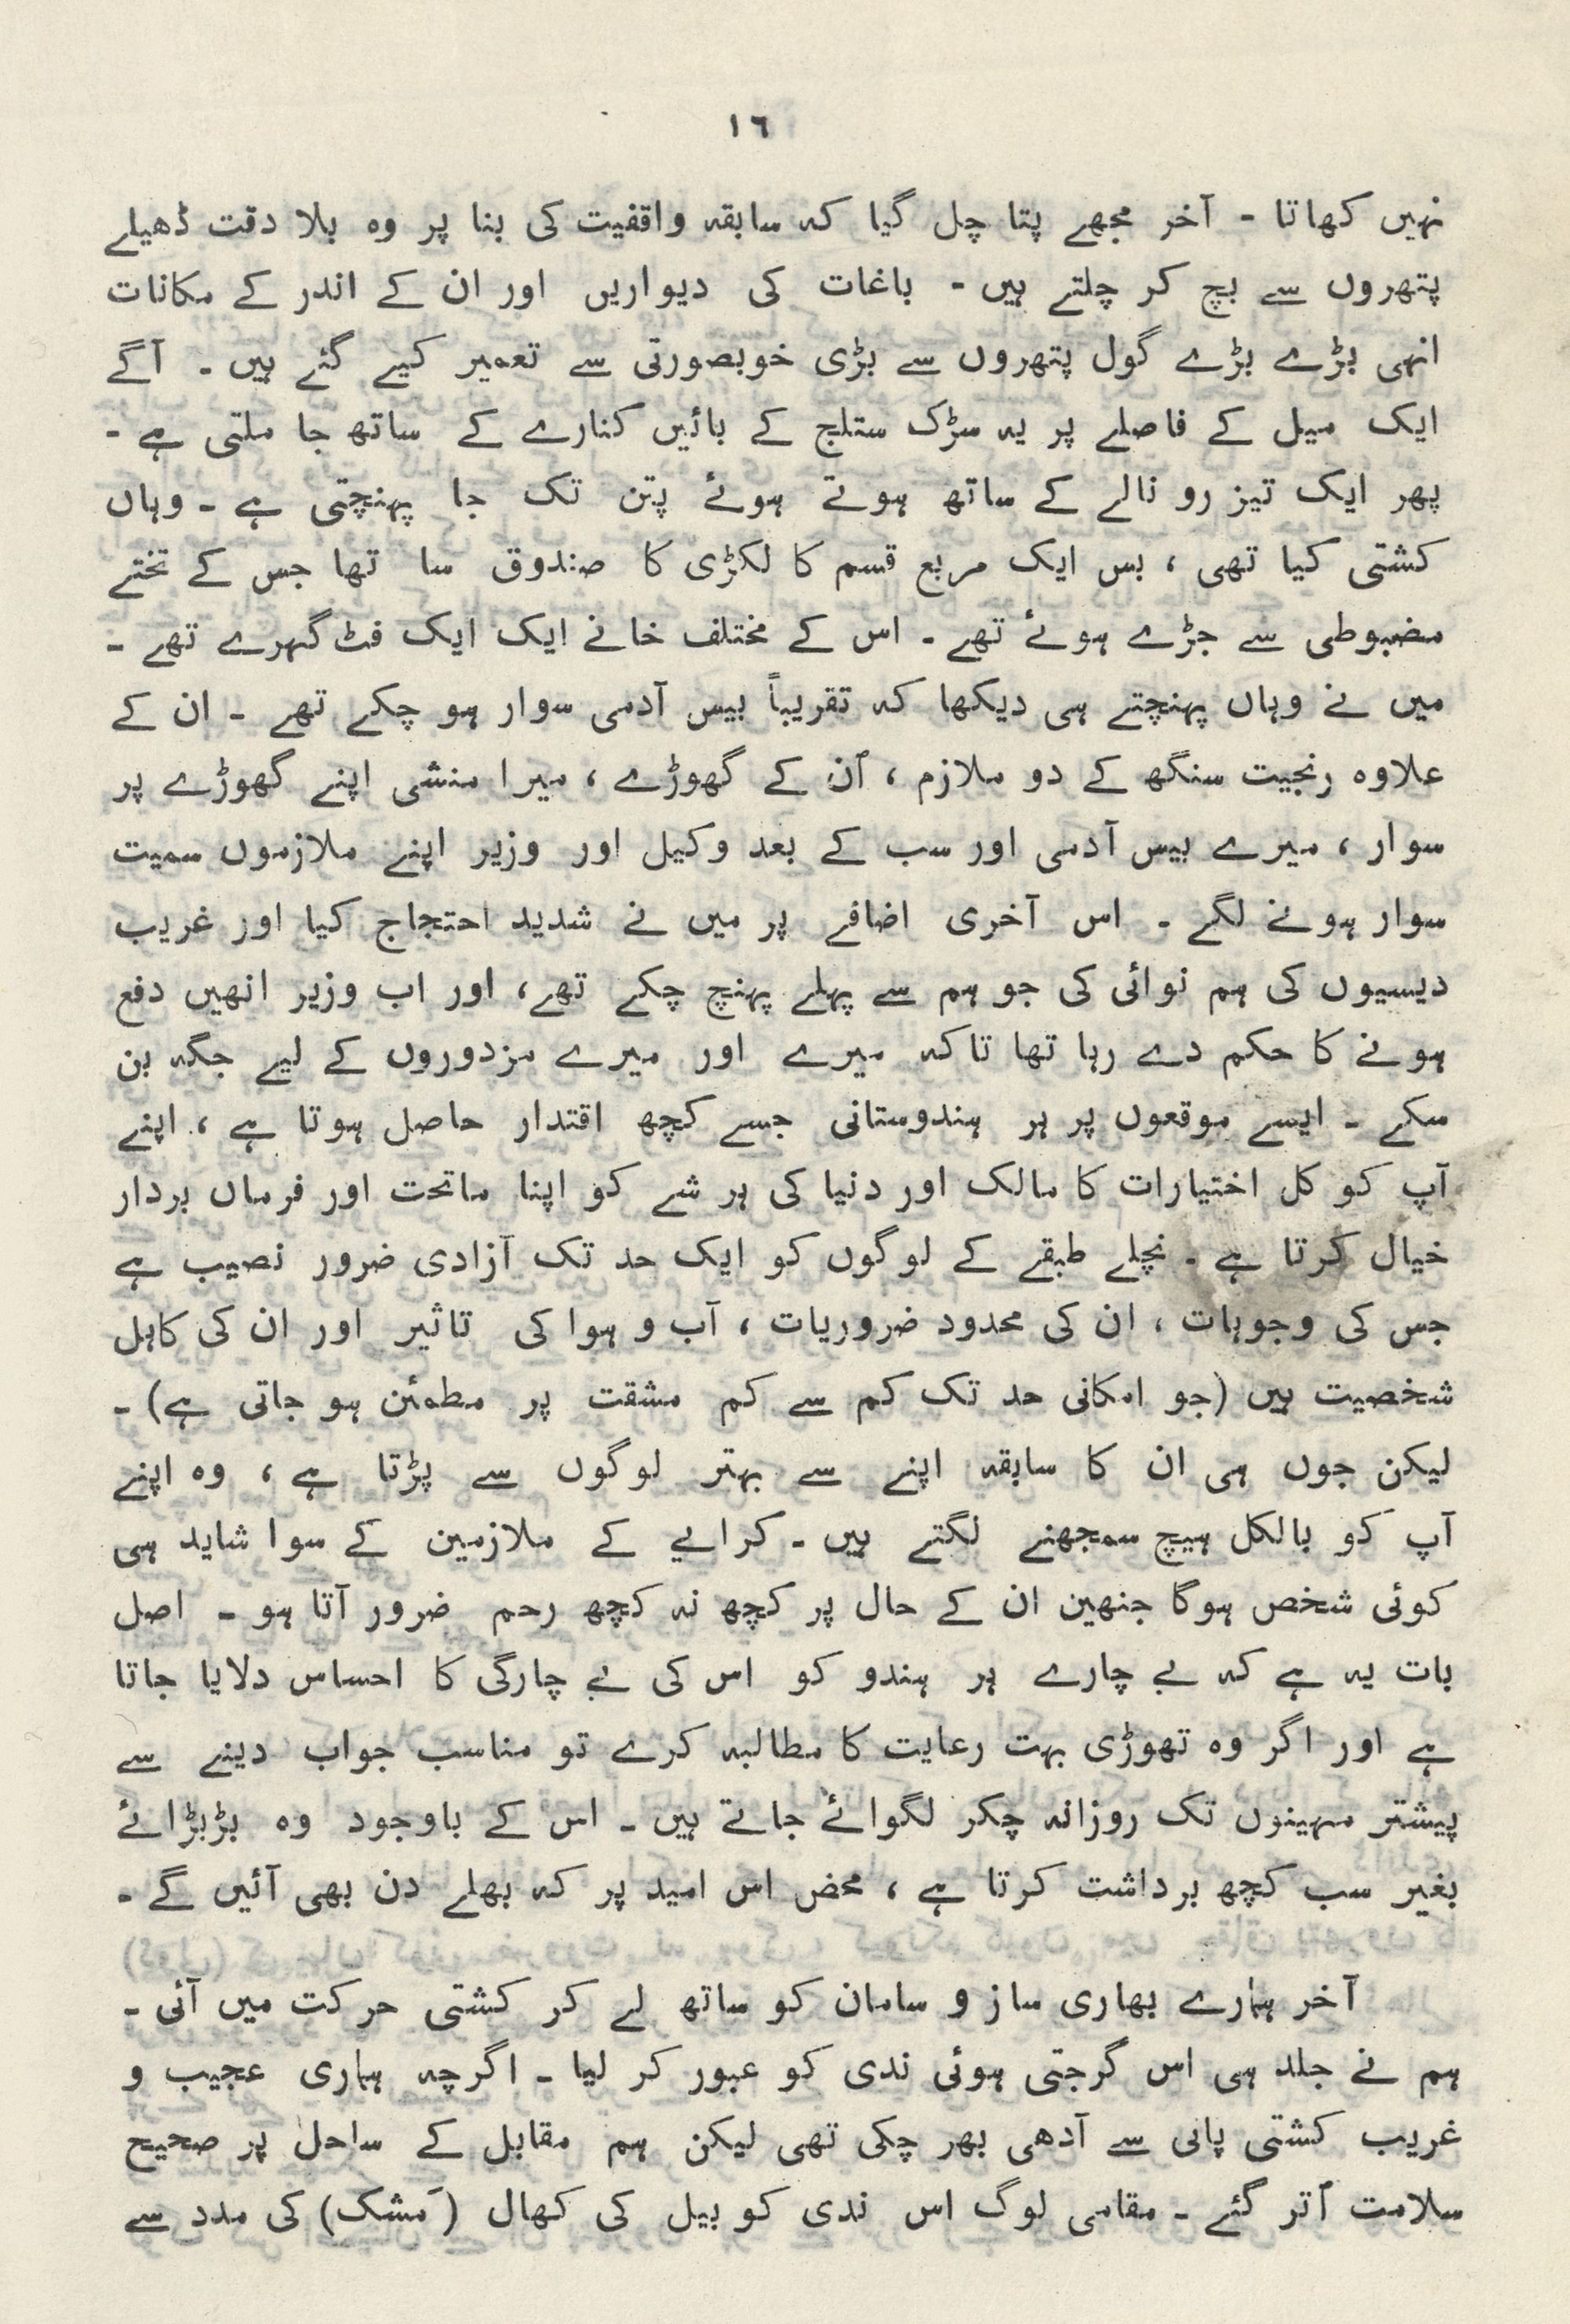 ١٦
نہیں کھاتا - آخر مجھے پتا چل گیا کہ سابقہ واقفیت کی بنا پر وہ بلا دقت ڈھیلے
پتھروں سے بچ کر چلتے ہیں - باغات کی دیواریں اور ان کے اندر کے مکانات
انہی بڑے بڑے گول پتھروں سے بڑی خوبصورتی سے تعمیر کیے گئے ہیں - آگے
ایک میل کے فاصلے پر یہ سڑک ستلج کے بائیں کنارے کے ساتھ جا ملتی ہے -
پھر ایک تیز رو نالے کے ساتھ ہوتے ہوئے پتن تک جا پہنچتی ہے - وہاں
کشتی کیا تھی ، بس ایک مربع قسم کا لکڑی کا صندوق سا تھا جس کے تختے
مضبوطی سے جڑے ہوئے تھے - اس کے مختلف خانے ایک ایک فٹ گہرے تھے -
میں نے وہاں پہنچتے ہی دیکھا کہ تقریباً بیس آدمی سوار ہو چکے تھے - ان کے
علاوہ رنجیت سنگھ کے دو ملازم ، اُن کے گھوڑے ، میرا منشی اپنے گھوڑے پر
سوار ، میرے بیس آدمی اور سب کے بعد وکیل اور وزیر اپنے ملازموں سمیت
سوار ہونے لگے - اس آخری اضافے پر میں نے شدید احتجاج کیا اور غریب
دیسیوں کی ہم نوائی کی جو ہم سے پہلے پہنچ چکے تھے، اور اب وزیر انھیں دفع
ہونے کا حکم دے رہا تھا تاکہ میرے اور میرے مزدوروں کے لیے جگہ بن
سکے - ایسے موقعوں پر ہر ہندوستانی جسے کچھ اقتدار حاصل ہوتا ہے ، اپنے
آپ کو کل اختیارات کا مالک اور دنیا کی ہر شے کو اپنا ماتحت اور فرماں بردار
خیال کرتا ہے - نچلے طبقے کے لوگوں کو ایک حد تک آزادی ضرور نصیب ہے
جس کی وجوہات ، ان کی محدود ضروریات ، آب و ہوا کی تاثیر اور ان کی کاہل
شخصیت ہیں (جو امکانی حد تک کم سے کم مشقت پر مطمئن ہو جاتی ہے) -
لیکن جوں ہی ان کا سابقہ اپنے سے بہتر لوگوں سے پڑتا ہے ، وہ اپنے
آپ کو بالکل ہیچ سمجھنے لگتے ہیں - کرایے کے ملازمین کے سوا شاید ہی
کوئی شخص ہوگا جنھیں ان کے حال پر کچھ نہ کچھ رحم ضرور آتا ہو - اصل
بات یہ ہے کہ بے چارے ہر ہندو کو اس کی بے چارگی کا احساس دلایا جاتا
ہے اور اگر وہ تھوڑی بہت رعایت کا مطالبہ کرے تو مناسب جواب دینے سے
پیشتر مہینوں تک روزانہ چکر لگوائے جاتے ہیں - اس کے باوجود وہ بڑبڑائے
بغیر سب کچھ برداشت کرتا ہے ، محض اس امید پر کہ بھلے دن بھی آئیں گے -
آخر ہمارے بھاری ساز و سامان کو ساتھ لے کر کشتی حرکت میں آئی -
ہم نے جلد ہی اس گرجتی ہوئی ندی کو عبور کر لیا - اگرچہ ہماری عجیب و
غریب کشتی پانی سے آدھی بھر چکی تھی لیکن ہم مقابل کے ساحل پر صحیح
سلامت اُتر گئے - مقامی لوگ اس ندی کو بیل کی کھال (مَشک) کی مدد سے